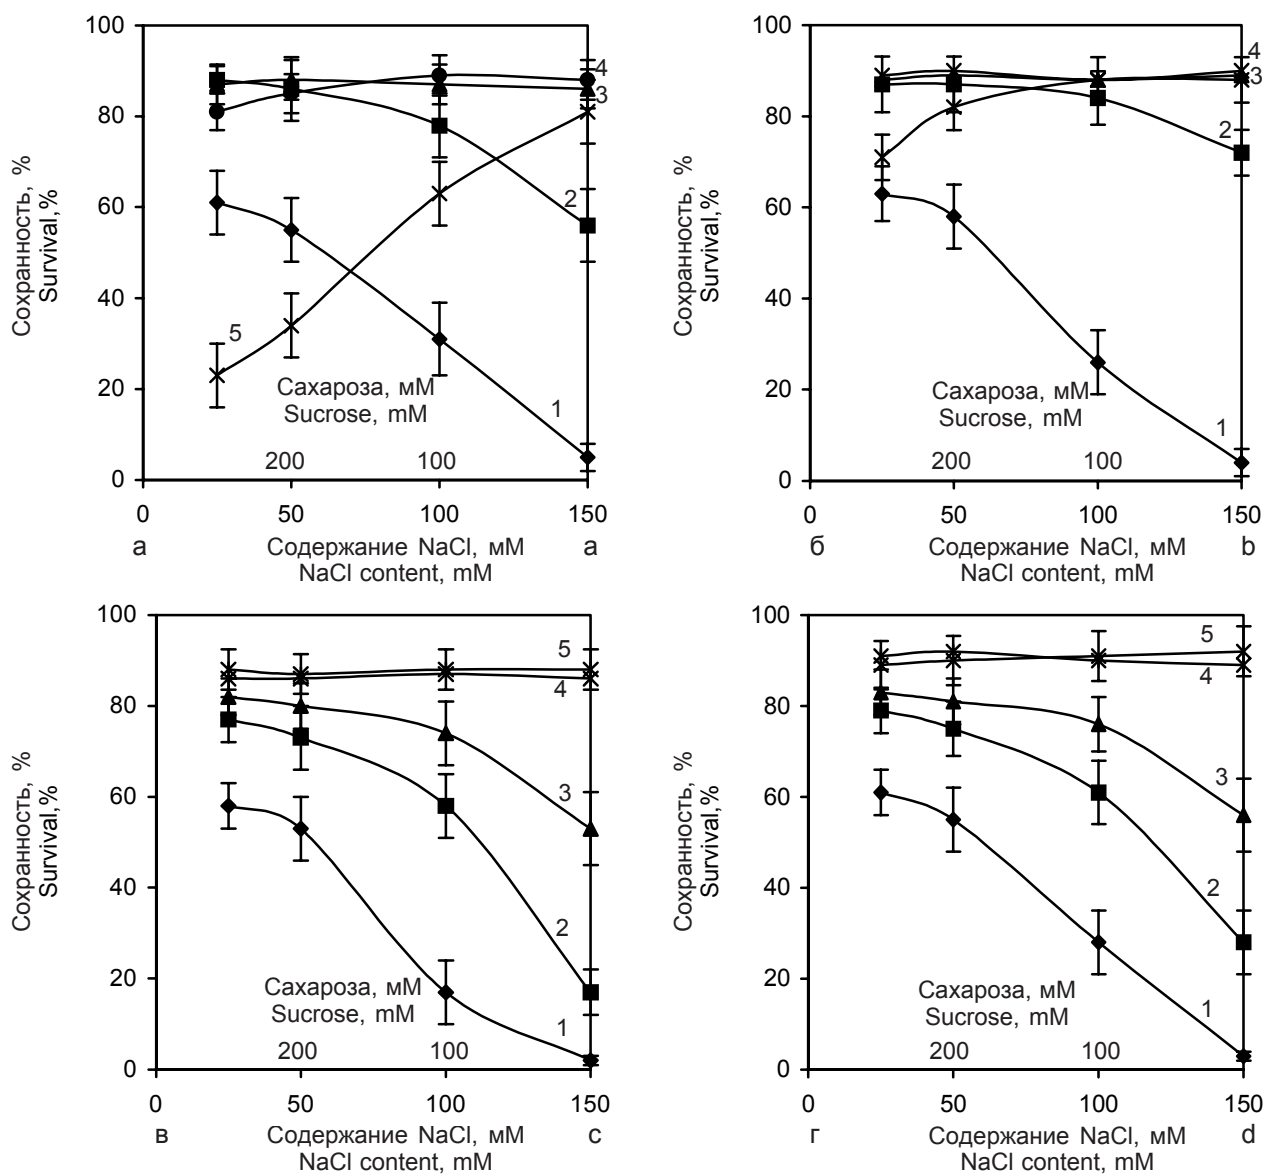 100
80
60
40
20
0
Сохранность, %
Survival,%
4
3
2
5
1
Сахароза, мМ
Sucrose, mM
200 100
0 50 100 150
а Содержание NaCl, мМ a
NaCl content, mM
100
80
60
40
20
0
Сохранность, %
Survival,%
4
3
2
1
Сахароза, мМ
Sucrose, mM
200 100
0 50 100 150
б Содержание NaCl, мМ b
NaCl content, mM
100
80
60
40
20
0
Сохранность, %
Survival,%
5
4
3
2
1
Сахароза, мМ
Sucrose, mM
200 100
0 50 100 150
в Содержание NaCl, мМ c
NaCl content, mM
100
80
60
40
20
0
Сохранность, %
Survival,%
5
4
3
2
1
Сахароза, мМ
Sucrose, mM
200 100
0 50 100 150
г Содержание NaCl, мМ d
NaCl content, mM